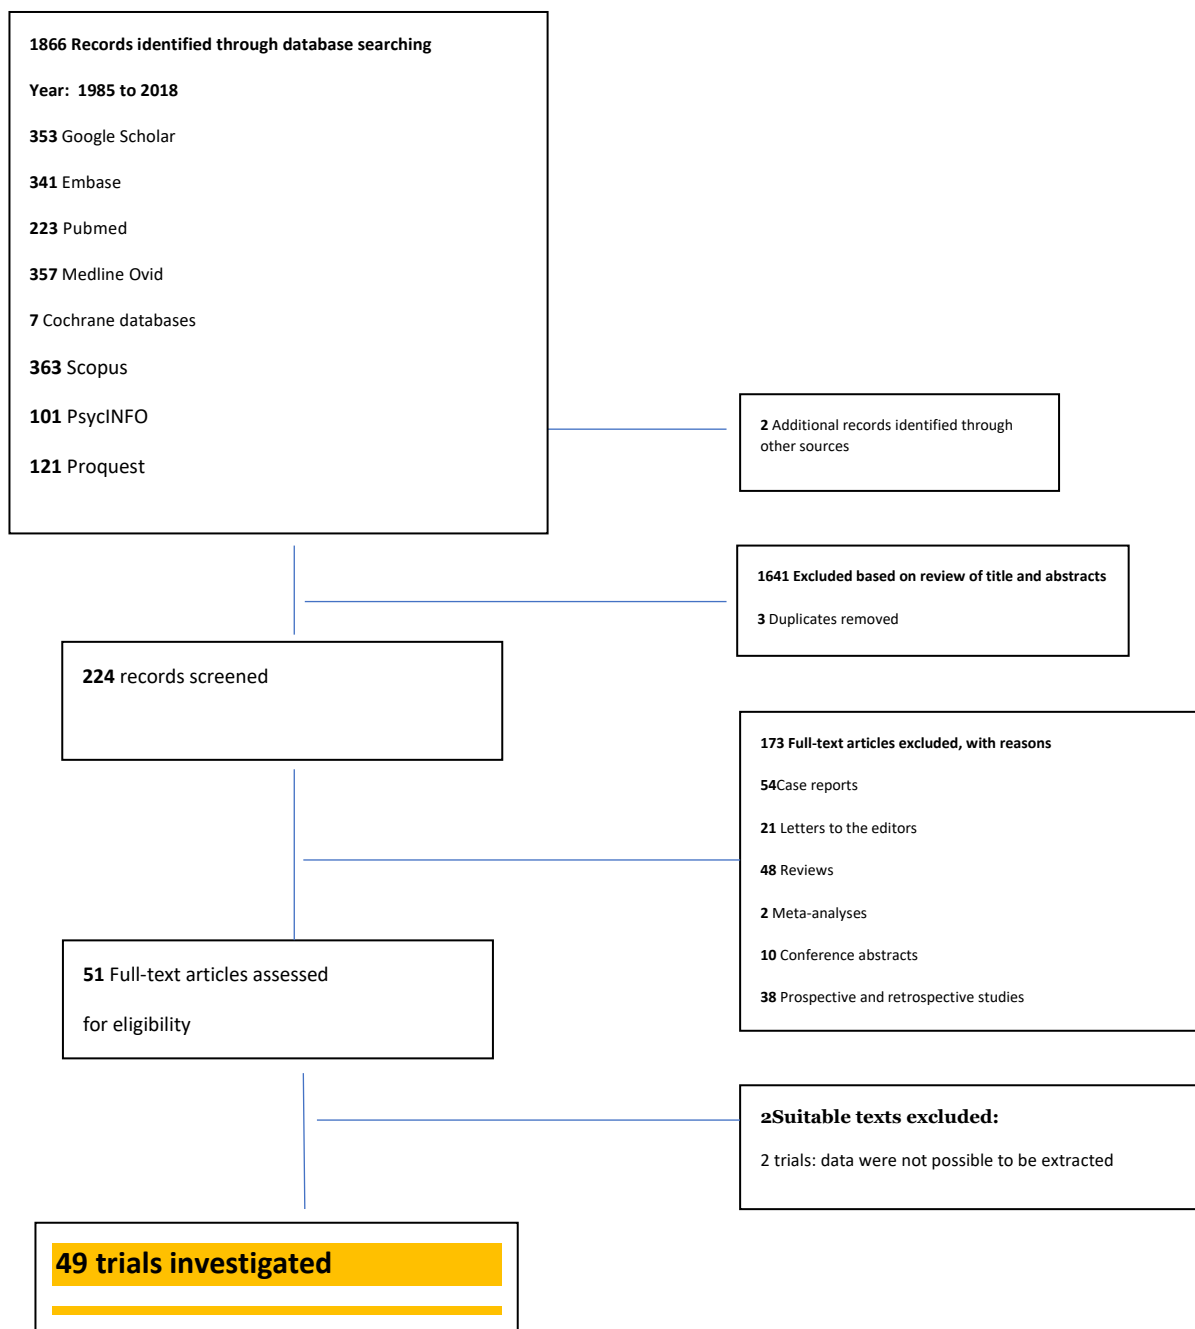 1866 Records identified through database searching
Year: 1985 to 2018
353 Google Scholar
341 Embase
223 Pubmed
357 Medline Ovid
7 Cochrane databases
363 Scopus
101 PsycINFO
121 Proquest
2 Additional records identified through
other sources
1641 Excluded based on review of title and abstracts
3 Duplicates removed
224 records screened
173 Full-text articles excluded, with reasons
54Case reports
21 Letters to the editors
48 Reviews
2 Meta-analyses
10 Conference abstracts
38 Prospective and retrospective studies
51 Full-text articles assessed
for eligibility
2Suitable texts excluded:
2 trials: data were not possible to be extracted
49 trials investigated